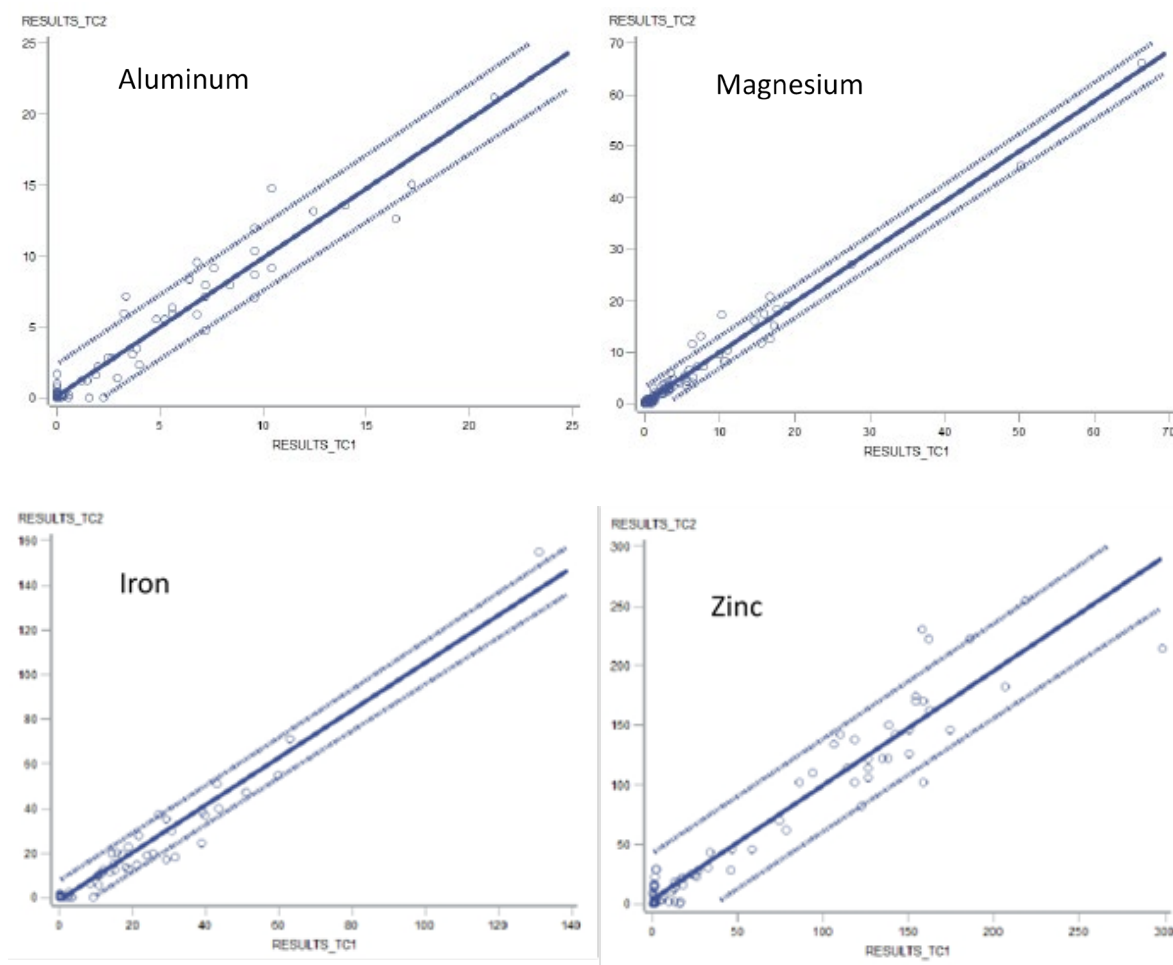 RESULTS_TC2
25
Aluminum
20
15
10
5
0
0 5 10 15 20 25
RESULTS_TC1
RESULTS_TC2
70
Magnesium
60
50
40
30
20
10
0
0 10 20 30 40 50 60 70
RESULTS_TC1
RESULTS_TC2
160
Iron
140
120
100
80
60
40
20
0
0 20 40 60 80 100 120 140
RESULTS_TC1
RESULTS_TC2
300
Zinc
250
200
150
100
50
0
0 50 100 150 200 250 300
RESULTS_TC1